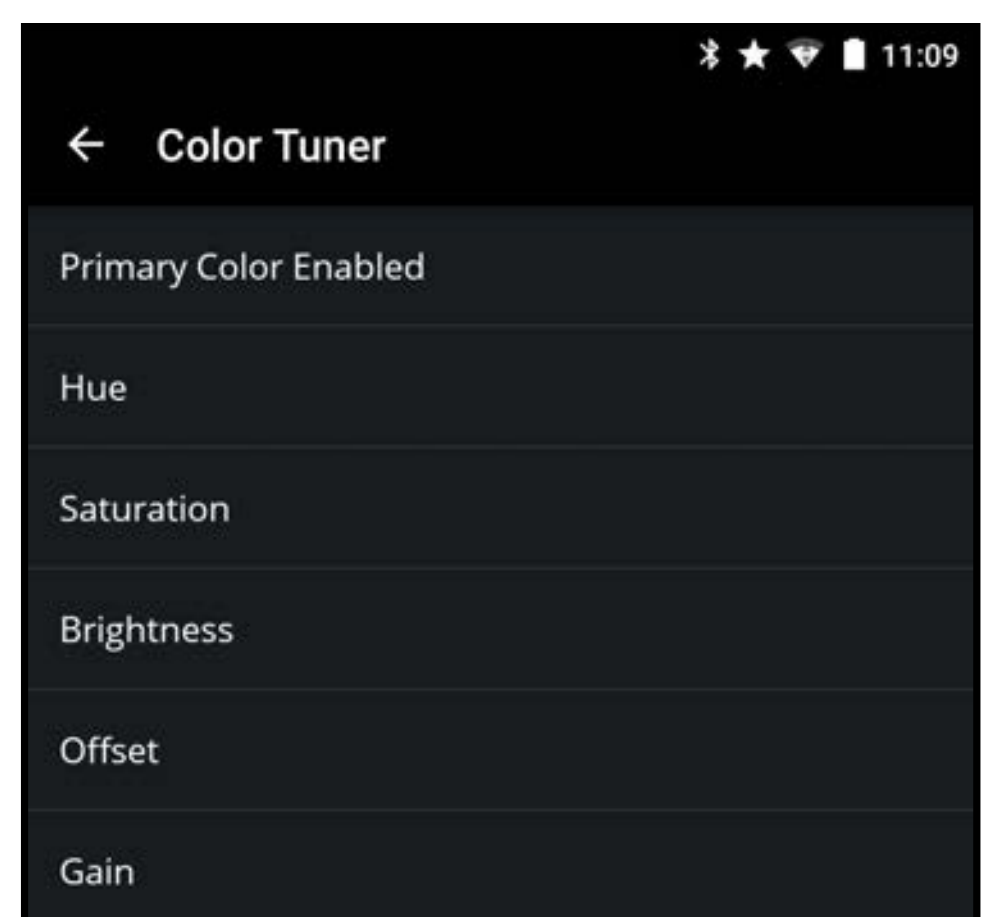 11:09
Color Tuner
Primary Color Enabled
Hue
Saturation
Brightness
Offset
Gain